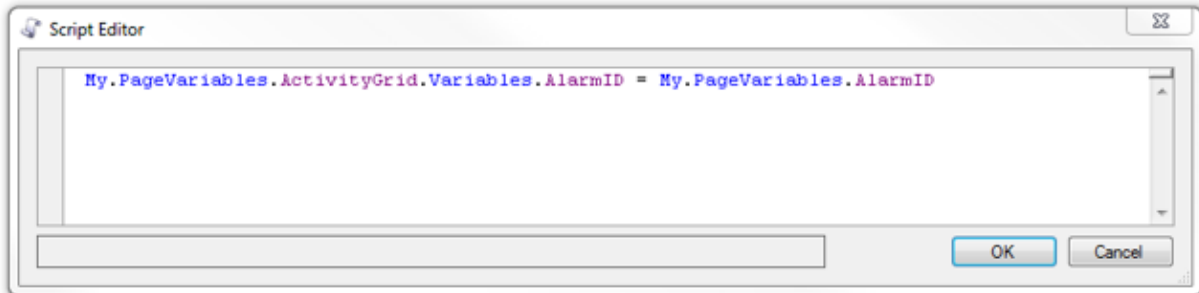 Script Editor
My.PageVariables.ActivityGrid.Variables.AlarmID = My.PageVariables.AlarmID
OK
Cancel